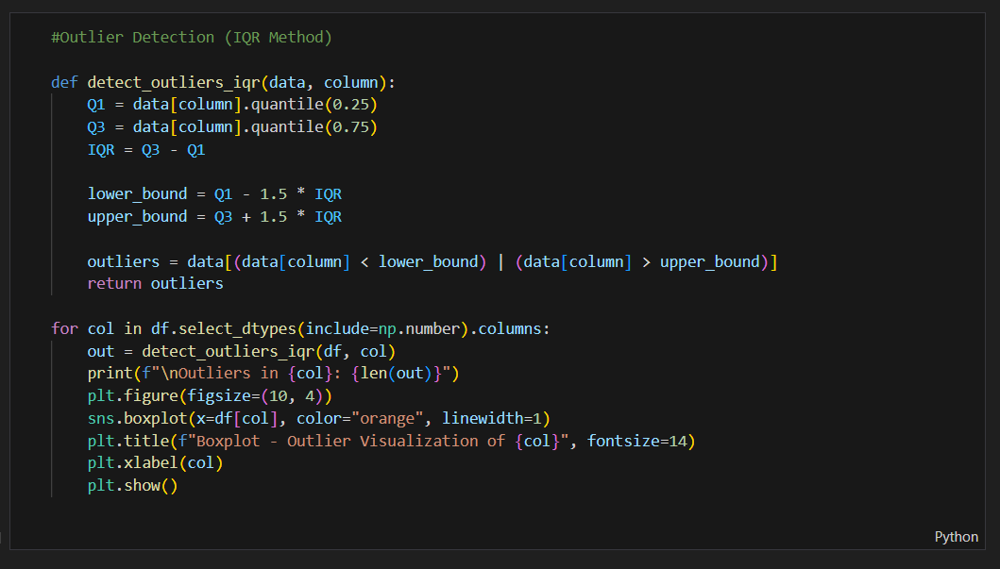 #Outlier Detection (IQR Method)
def detect_outliers_iqr(data, column):
    Q1 = data[column].quantile(0.25)
    Q3 = data[column].quantile(0.75)
    IQR = Q3 - Q1
    lower_bound = Q1 - 1.5 * IQR
    upper_bound = Q3 + 1.5 * IQR
    outliers = data[(data[column] < lower_bound) | (data[column] > upper_bound)]
    return outliers
for col in df.select_dtypes(include=np.number).columns:
    out = detect_outliers_iqr(df, col)
    print(f"\nOutliers in {col}: {len(out)}")
    plt.figure(figsize=(10, 4))
    sns.boxplot(x=df[col], color="orange", linewidth=1)
    plt.title(f"Boxplot - Outlier Visualization of {col}", fontsize=14)
    plt.xlabel(col)
    plt.show()
Python